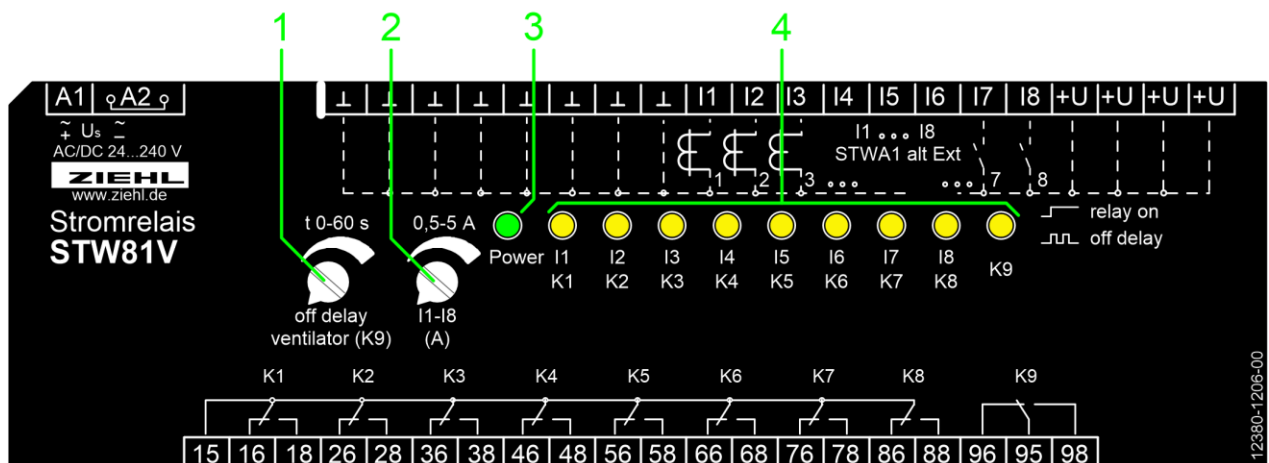 1 2 3 4
A1 A2 ⊥ ⊥ ⊥ ⊥ ⊥ ⊥ ⊥ ⊥ I1 I2 I3 I4 I5 I6 I7 I8 +U +U +U +U
~ + Us ~ −
AC/DC 24...240 V
ZIEHL
www.ziehl.de
Stromrelais
STW81V
I1 ... I8
STWA1 alt Ext
1 2 3 ... ... 7 8
t 0-60 s
off delay
ventilator (K9)
0,5-5 A
I1-I8
(A)
Power I1 I2 I3 I4 I5 I6 I7 I8
K1 K2 K3 K4 K5 K6 K7 K8 K9
relay on
off delay
K1 K2 K3 K4 K5 K6 K7 K8 K9
15 16 18 26 28 36 38 46 48 56 58 66 68 76 78 86 88 96 95 98
12380-1206-00